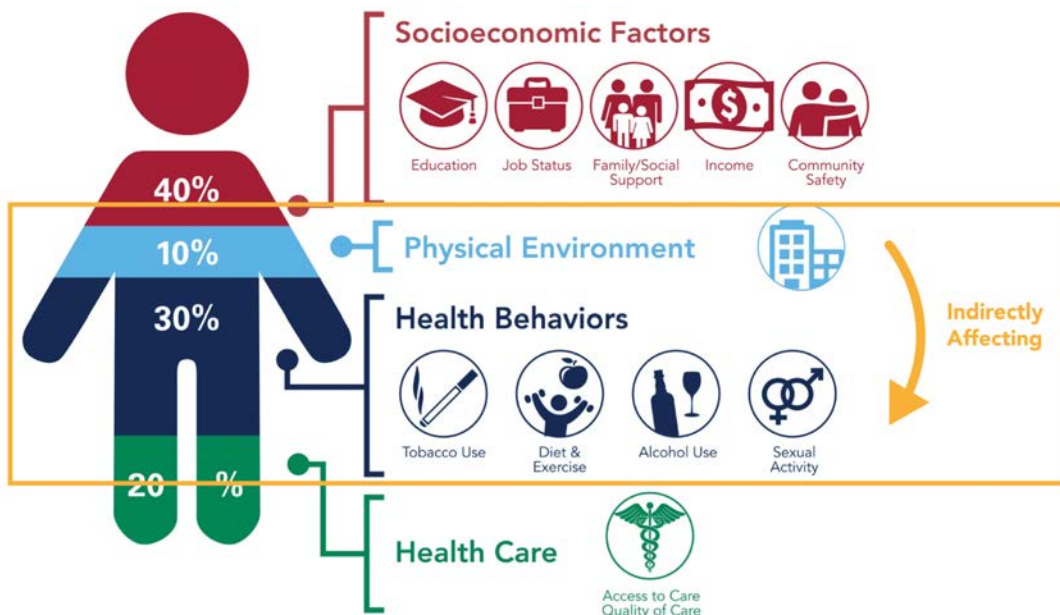 Socioeconomic Factors
$
Education
Job Status
Family/Social
Support
Income
Community
Safety
40%
10%
Physical Environment
30%
Health Behaviors
Indirectly
Affecting
Tobacco Use
Diet &
Exercise
Alcohol Use
Sexual
Activity
20 %
Health Care
Access to Care
Quality of Care